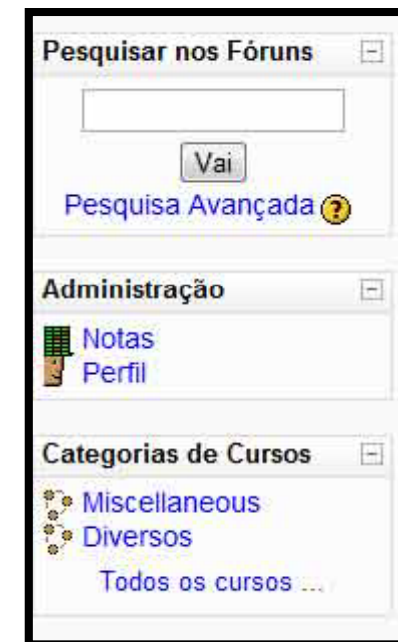 Pesquisar nos Fóruns
Vai
Pesquisa Avançada ?
Administração
Notas
Perfil
Categorias de Cursos
Miscellaneous
Diversos
Todos os cursos ...